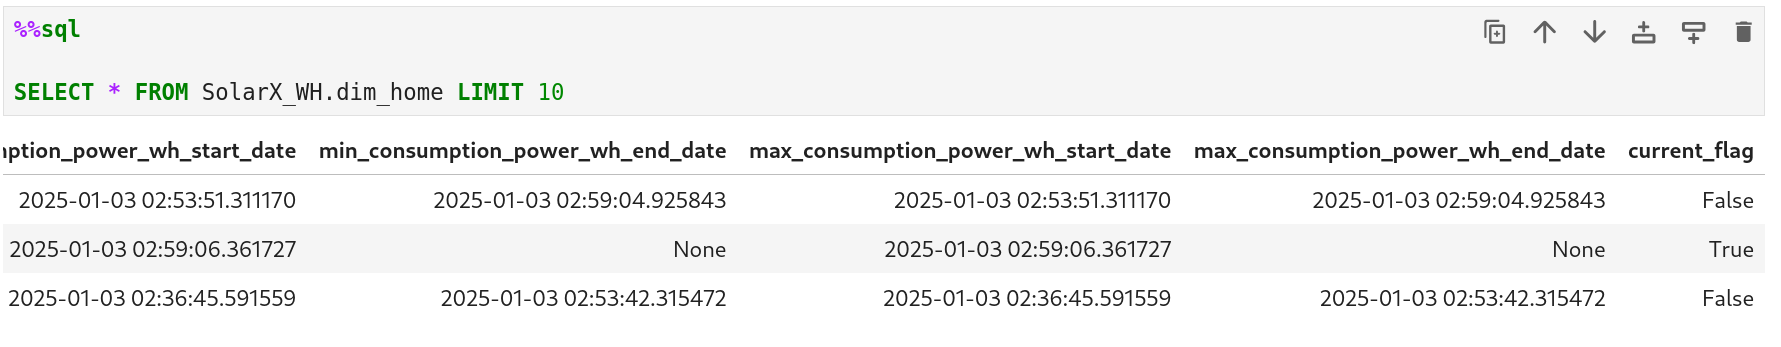 %%sql
SELECT * FROM SolarX_WH.dim_home LIMIT 10
ption_power_wh_start_date min_consumption_power_wh_end_date max_consumption_power_wh_start_date max_consumption_power_wh_end_date current_flag
2025-01-03 02:53:51.311170 2025-01-03 02:59:04.925843 2025-01-03 02:53:51.311170 2025-01-03 02:59:04.925843 False
2025-01-03 02:59:06.361727 None 2025-01-03 02:59:06.361727 None True
2025-01-03 02:36:45.591559 2025-01-03 02:53:42.315472 2025-01-03 02:36:45.591559 2025-01-03 02:53:42.315472 False